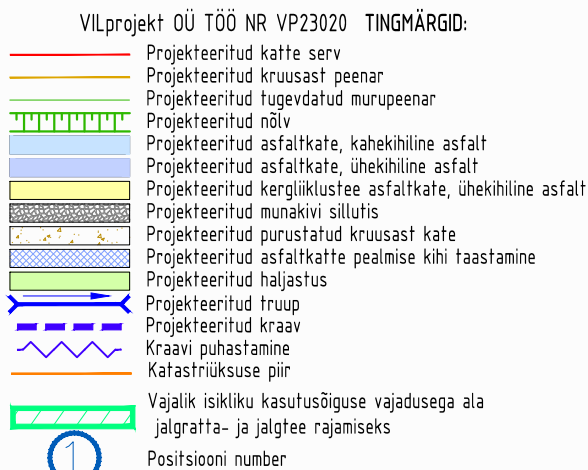 VILprojekt OÜ TÖÖ NR VP23020 TINGMÄRGID:
Projekteeritud katte serv
Projekteeritud kruusast peenar
Projekteeritud tugevdatud murupeenar
Projekteeritud nõlv
Projekteeritud asfaltkate, kahekihiline asfalt
Projekteeritud asfaltkate, ühekihiline asfalt
Projekteeritud kergliiklustee asfaltkate, ühekihiline asfalt
Projekteeritud munakivi sillutis
Projekteeritud purustatud kruusast kate
Projekteeritud asfaltkatte pealmise kihi taastamine
Projekteeritud haljastus
Projekteeritud truup
Projekteeritud kraav
Kraavi puhastamine
Katastriüksuse piir
Vajalik isikliku kasutusõiguse vajadusega ala
jalgratta- ja jalgtee rajamiseks
1 Positsiooni number